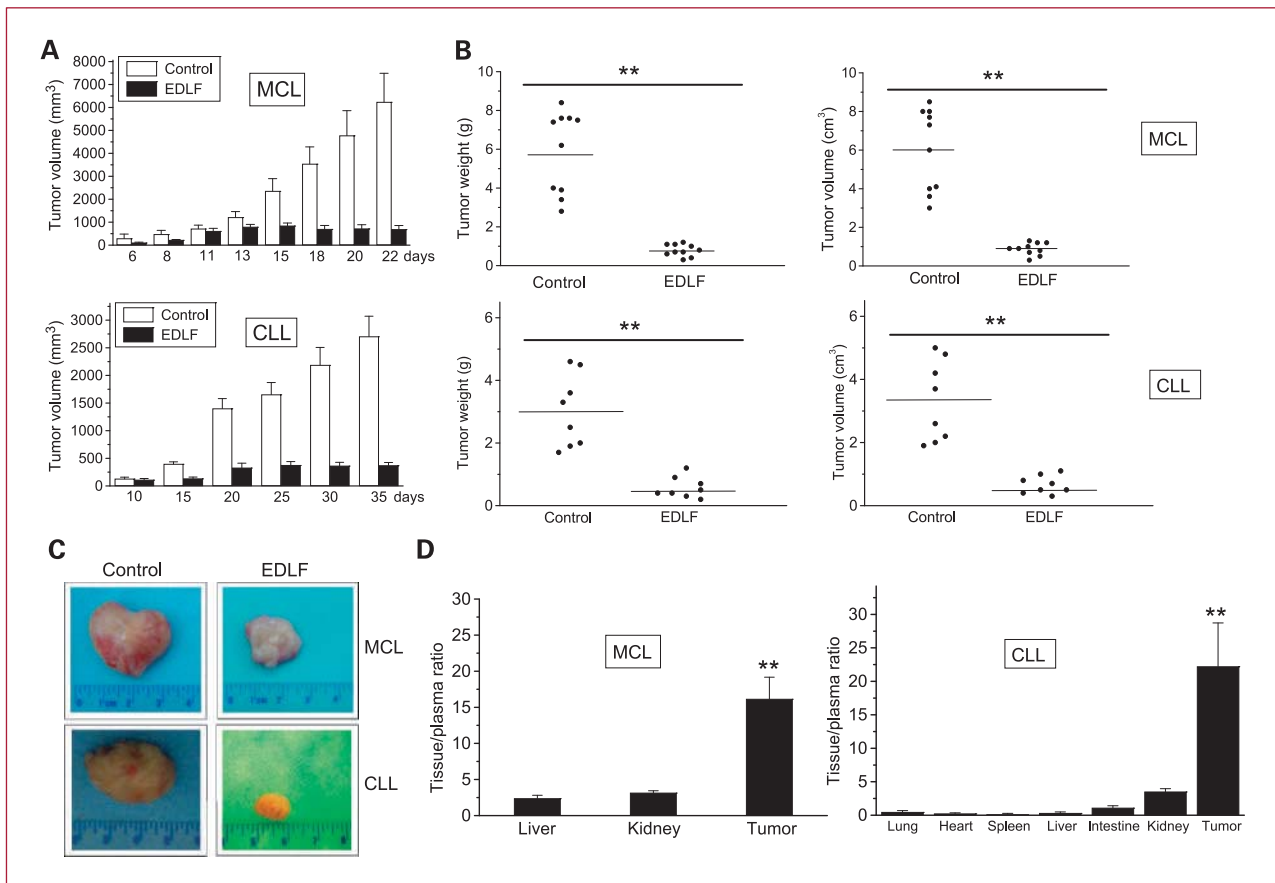 A
Tumor volume (mm³)
8000
7000
6000
5000
4000
3000
2000
1000
0
Control
EDLF
MCL
6 8 11 13 15 18 20 22 days
Tumor volume (mm³)
3000
2500
2000
1500
1000
500
0
Control
EDLF
CLL
10 15 20 25 30 35 days
B
Tumor weight (g)
10
8
6
4
2
0
**
Control EDLF
Tumor volume (cm³)
10
8
6
4
2
0
**
Control EDLF
MCL
Tumor weight (g)
6
4
2
0
**
Control EDLF
Tumor volume (cm³)
6
4
2
0
**
Control EDLF
CLL
C
Control EDLF
MCL
CLL
D
Tissue/plasma ratio
30
25
20
15
10
5
0
MCL
**
Liver Kidney Tumor
Tissue/plasma ratio
30
25
20
15
10
5
0
CLL
**
Lung Heart Spleen Liver Intestine Kidney Tumor